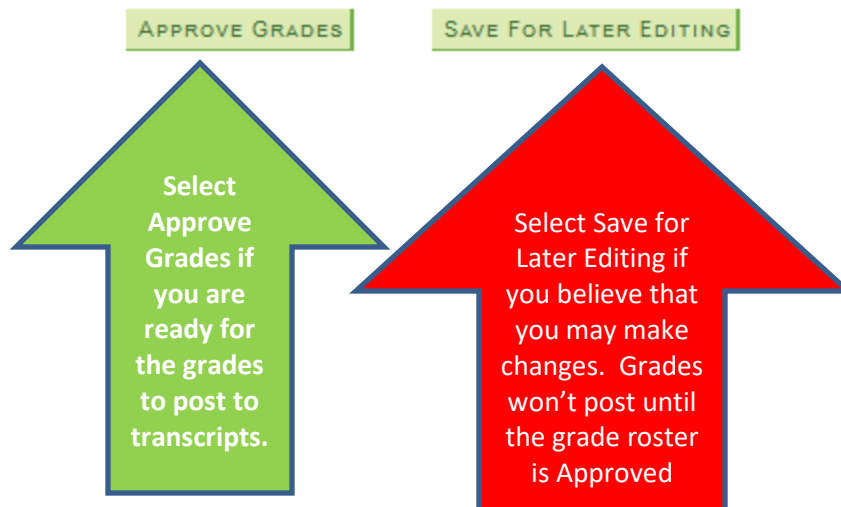 APPROVE GRADES
SAVE FOR LATER EDITING
Select
Approve
Grades if
you are
ready for
the grades
to post to
transcripts.
Select Save for
Later Editing if
you believe that
you may make
changes.  Grades
won’t post until
the grade roster
is Approved